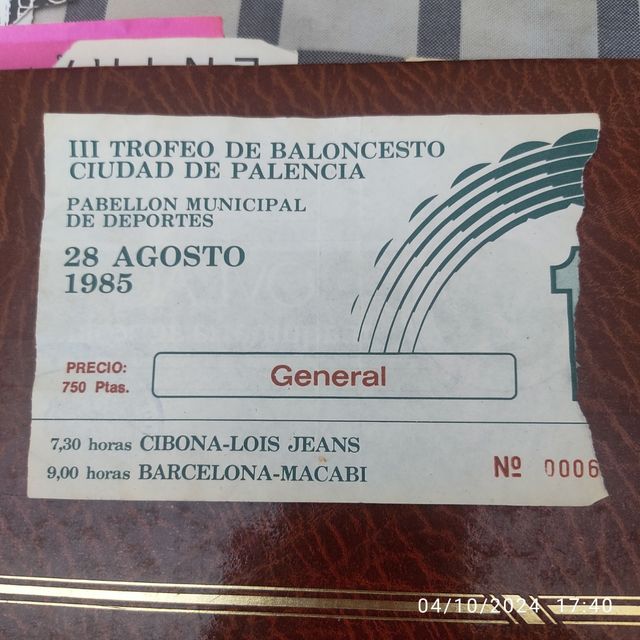 III TROFEO DE BALONCESTO
CIUDAD DE PALENCIA
PABELLON MUNICIPAL
DE DEPORTES
28 AGOSTO
1985
1
PRECIO:
750 Ptas.
General
7,30 horas CIBONA-LOIS JEANS
9,00 horas BARCELONA-MACABI
Nº 0006
04/10/2024 17:40